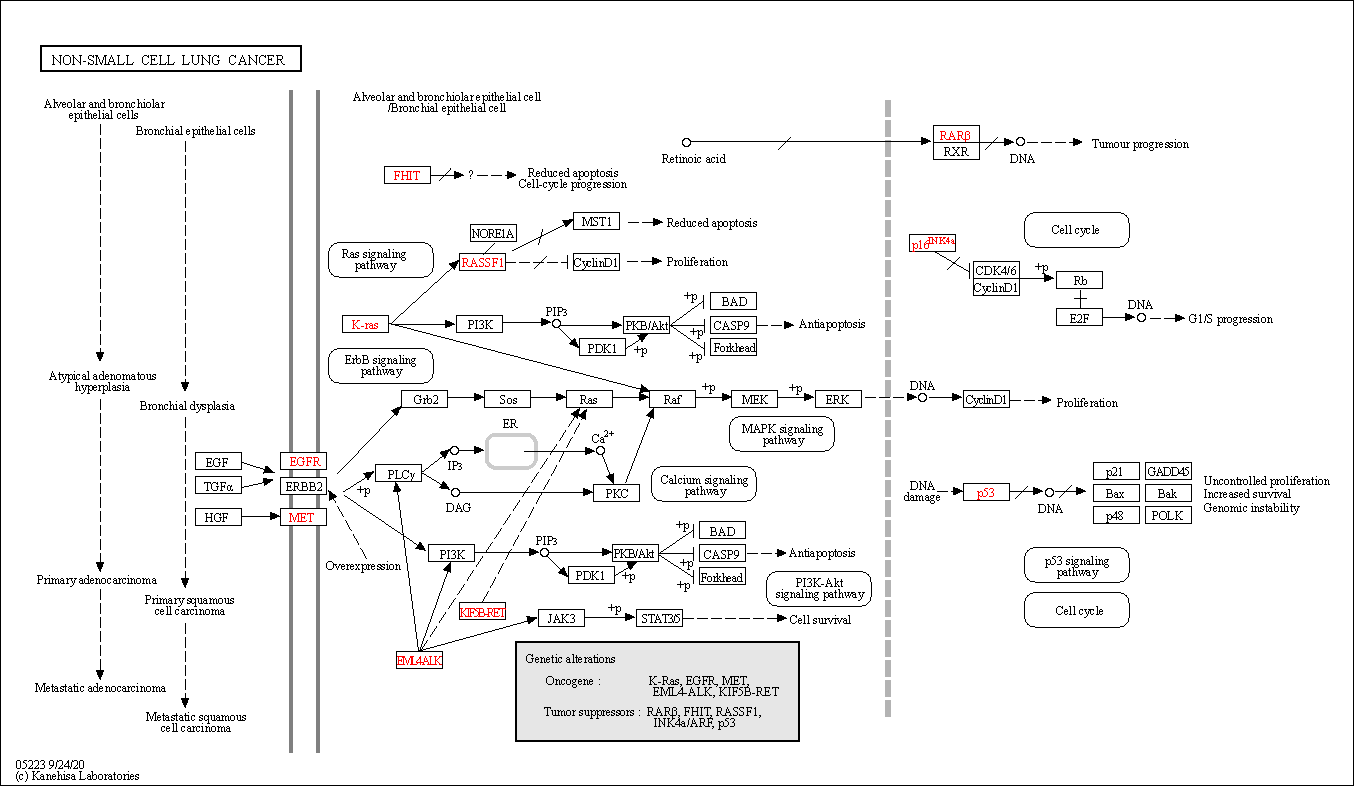 NON-SMALL CELL LUNG CANCER
Alveolar and bronchiolar
epithelial cells
Bronchial epithelial cells
Alveolar and bronchiolar epithelial cell
/Bronchial epithelial cell
Retinoic acid
RARβ
RXR
DNA
Tumour progression
FHIT
?
Reduced apoptosis
Cell-cycle progression
NORE1A
MST1
Reduced apoptosis
Ras signaling
pathway
RASSF1
CyclinD1
Proliferation
p16INK4a
Cell cycle
CDK4/6
CyclinD1
+p
Rb
E2F
DNA
G1/S progression
K-ras
PI3K
PIP3
PKB/Akt
PDK1
+p
+p
+p
+p
BAD
CASP9
Forkhead
Antiapoptosis
ErbB signaling
pathway
Atypical adenomatous
hyperplasia
Bronchial dysplasia
Grb2
Sos
Ras
Raf
+p
MEK
+p
ERK
DNA
CyclinD1
Proliferation
MAPK signaling
pathway
ER
Ca2+
EGF
TGFα
HGF
EGFR
ERBB2
MET
+p
PLCγ
IP3
DAG
PKC
Calcium signaling
pathway
DNA
damage
p53
DNA
p21
GADD45
Bax
Bak
p48
POLK
Uncontrolled proliferation
Increased survival
Genomic instability
Overexpression
PI3K
PIP3
PKB/Akt
PDK1
+p
+p
+p
+p
BAD
CASP9
Forkhead
Antiapoptosis
PI3K-Akt
signaling pathway
p53 signaling
pathway
Cell cycle
Primary adenocarcinoma
Primary squamous
cell carcinoma
KIF5B-RET
JAK3
+p
STAT3/5
Cell survival
EML4ALK
Metastatic adenocarcinoma
Metastatic squamous
cell carcinoma
Genetic alterations
Oncogene : K-Ras, EGFR, MET,
EML4-ALK, KIF5B-RET
Tumor suppressors : RARβ, FHIT, RASSF1,
INK4a/ARF, p53
05223 9/24/20
(c) Kanehisa Laboratories